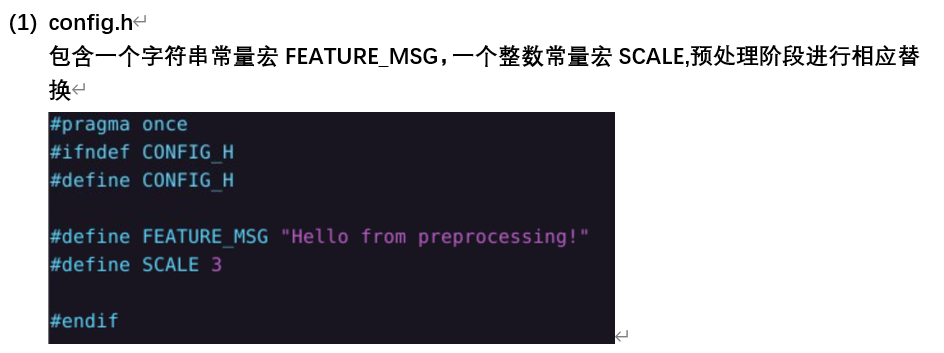 (1) config.h
包含一个字符串常量宏 FEATURE_MSG，一个整数常量宏 SCALE,预处理阶段进行相应替
换
#pragma once
#ifndef CONFIG_H
#define CONFIG_H
#define FEATURE_MSG "Hello from preprocessing!"
#define SCALE 3
#endif